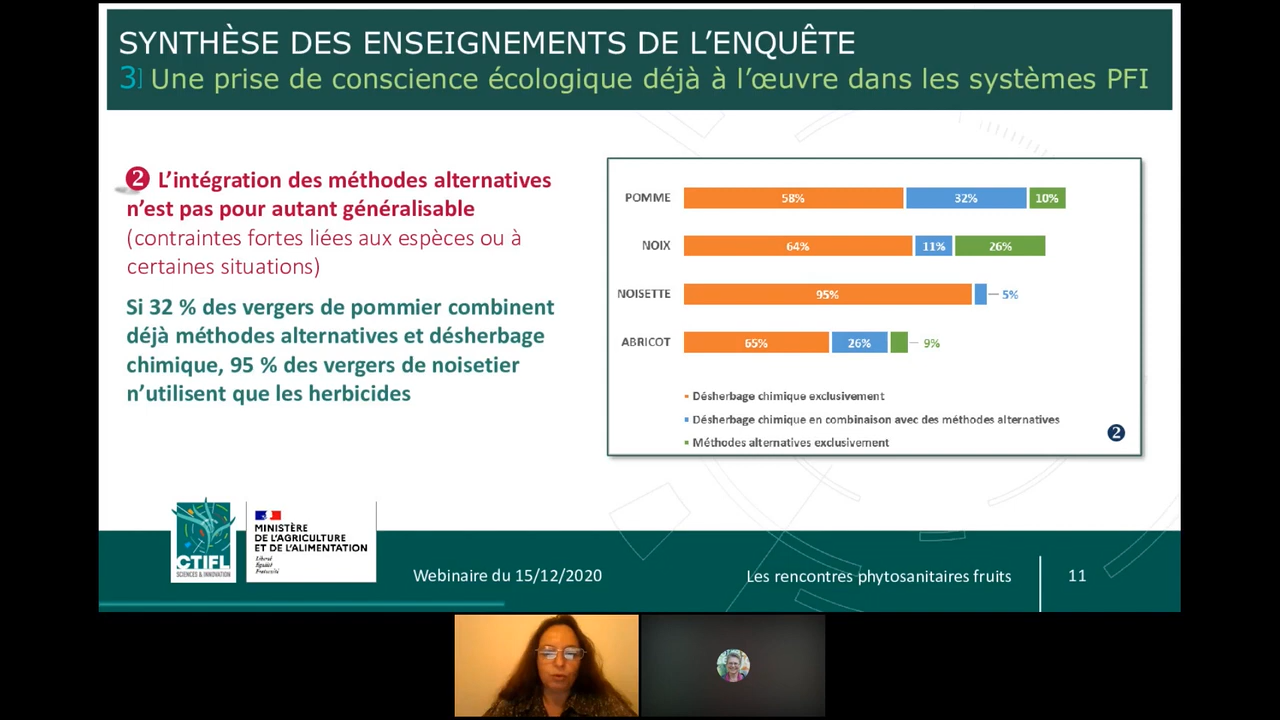 SYNTHÈSE DES ENSEIGNEMENTS DE L'ENQUÊTE
3] Une prise de conscience écologique déjà à l'œuvre dans les systèmes PFI
❷ L'intégration des méthodes alternatives
n'est pas pour autant généralisable
(contraintes fortes liées aux espèces ou à
certaines situations)
Si 32 % des vergers de pommier combinent
déjà méthodes alternatives et désherbage
chimique, 95 % des vergers de noisetier
n'utilisent que les herbicides
POMME 58% 32% 10%
NOIX 64% 11% 26%
NOISETTE 95% 5%
ABRICOT 65% 26% 9%
Désherbage chimique exclusivement
Désherbage chimique en combinaison avec des méthodes alternatives
Méthodes alternatives exclusivement
❷
CTIFL
SCIENCES & INNOVATION
MINISTÈRE
DE L'AGRICULTURE
ET DE L'ALIMENTATION
Liberté
Égalité
Fraternité
Webinaire du 15/12/2020
Les rencontres phytosanitaires fruits
11